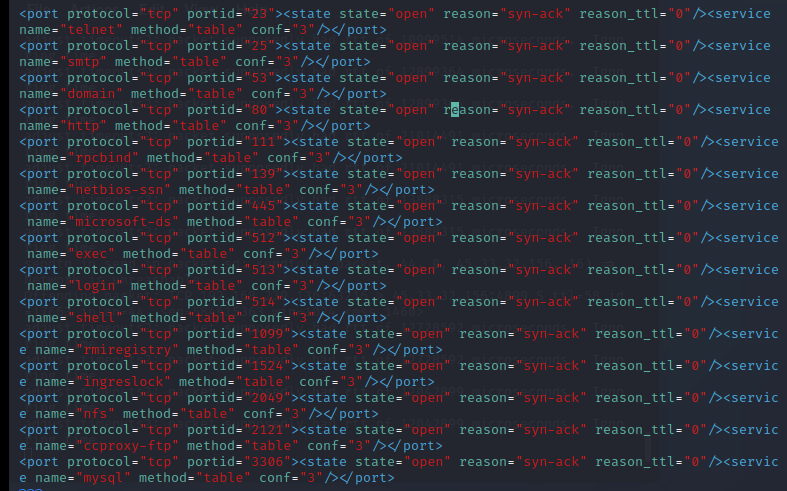 <port protocol="tcp" portid="23"><state state="open" reason="syn-ack" reason_ttl="0"/><service
name="telnet" method="table" conf="3"/></port>
<port protocol="tcp" portid="25"><state state="open" reason="syn-ack" reason_ttl="0"/><service
name="smtp" method="table" conf="3"/></port>
<port protocol="tcp" portid="53"><state state="open" reason="syn-ack" reason_ttl="0"/><service
name="domain" method="table" conf="3"/></port>
<port protocol="tcp" portid="80"><state state="open" reason="syn-ack" reason_ttl="0"/><service
name="http" method="table" conf="3"/></port>
<port protocol="tcp" portid="111"><state state="open" reason="syn-ack" reason_ttl="0"/><service
name="rpcbind" method="table" conf="3"/></port>
<port protocol="tcp" portid="139"><state state="open" reason="syn-ack" reason_ttl="0"/><service
name="netbios-ssn" method="table" conf="3"/></port>
<port protocol="tcp" portid="445"><state state="open" reason="syn-ack" reason_ttl="0"/><service
name="microsoft-ds" method="table" conf="3"/></port>
<port protocol="tcp" portid="512"><state state="open" reason="syn-ack" reason_ttl="0"/><service
name="exec" method="table" conf="3"/></port>
<port protocol="tcp" portid="513"><state state="open" reason="syn-ack" reason_ttl="0"/><service
name="login" method="table" conf="3"/></port>
<port protocol="tcp" portid="514"><state state="open" reason="syn-ack" reason_ttl="0"/><service
name="shell" method="table" conf="3"/></port>
<port protocol="tcp" portid="1099"><state state="open" reason="syn-ack" reason_ttl="0"/><servic
e name="rmiregistry" method="table" conf="3"/></port>
<port protocol="tcp" portid="1524"><state state="open" reason="syn-ack" reason_ttl="0"/><servic
e name="ingreslock" method="table" conf="3"/></port>
<port protocol="tcp" portid="2049"><state state="open" reason="syn-ack" reason_ttl="0"/><servic
e name="nfs" method="table" conf="3"/></port>
<port protocol="tcp" portid="2121"><state state="open" reason="syn-ack" reason_ttl="0"/><servic
e name="ccproxy-ftp" method="table" conf="3"/></port>
<port protocol="tcp" portid="3306"><state state="open" reason="syn-ack" reason_ttl="0"/><servic
e name="mysql" method="table" conf="3"/></port>